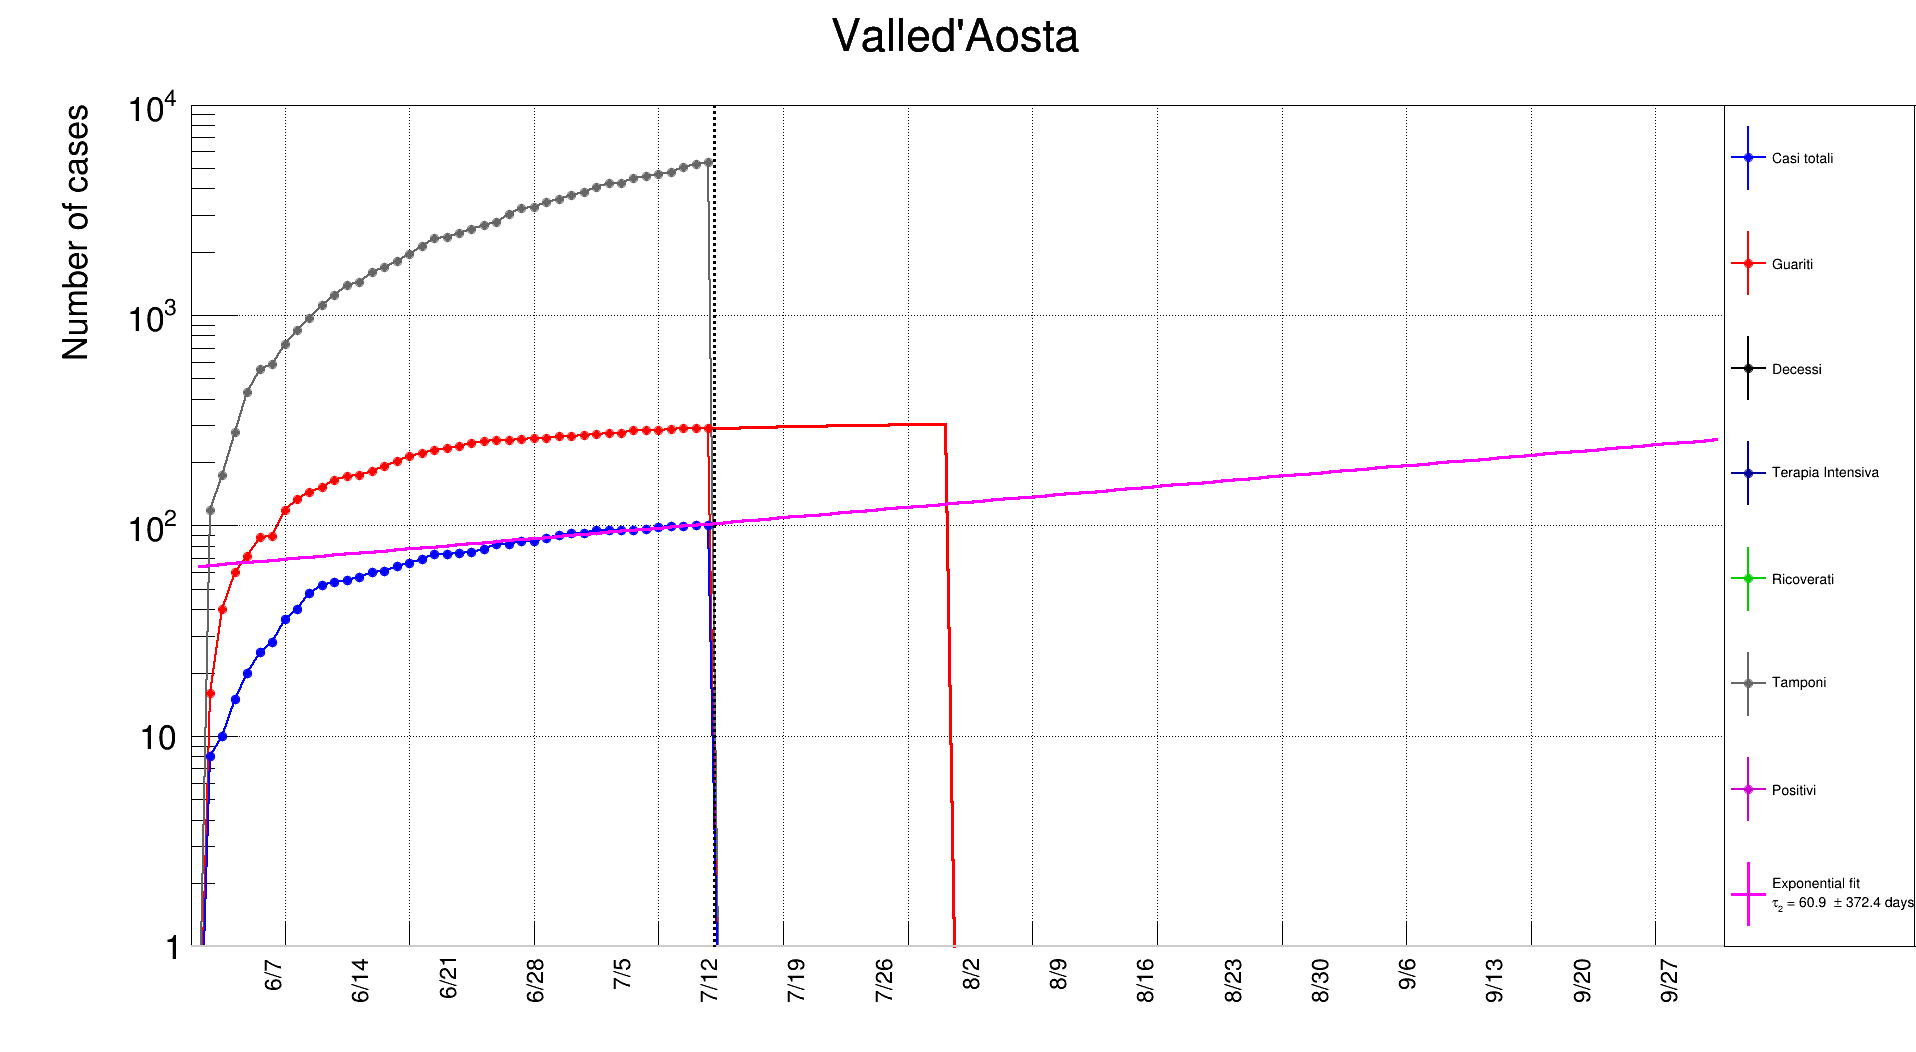 Valled'Aosta
Number of cases
10^4
10^3
10^2
10
1
6/7
6/14
6/21
6/28
7/5
7/12
7/19
7/26
8/2
8/9
8/16
8/23
8/30
9/6
9/13
9/20
9/27
Casi totali
Guariti
Decessi
Terapia Intensiva
Ricoverati
Tamponi
Positivi
Exponential fit
τ_2 = 60.9 ± 372.4 days